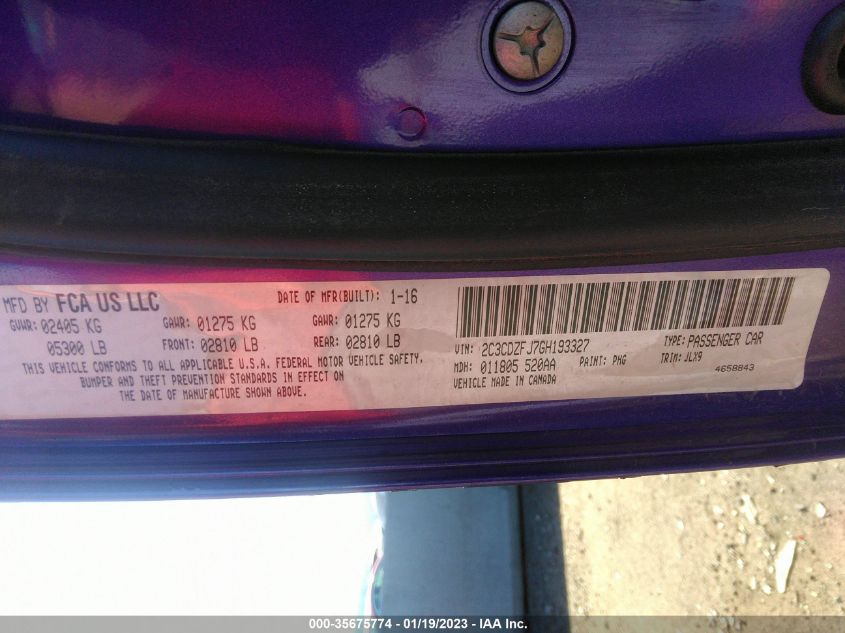 MFD BY FCA US LLC DATE OF MFR(BUILT): 1-16
GVWR: 02405 KG GAWR: 01275 KG GAWR: 01275 KG
05300 LB FRONT: 02810 LB REAR: 02810 LB
THIS VEHICLE CONFORMS TO ALL APPLICABLE U.S.A. FEDERAL MOTOR VEHICLE SAFETY,
BUMPER AND THEFT PREVENTION STANDARDS IN EFFECT ON
THE DATE OF MANUFACTURE SHOWN ABOVE.
VIN: 2C3CDZFJ7GH193327 TYPE: PASSENGER CAR
MDH: 011805 520AA PAINT: PHG TRIM: JLX9
VEHICLE MADE IN CANADA 4658843
000-35675774 — 01/19/2023 — IAA Inc.